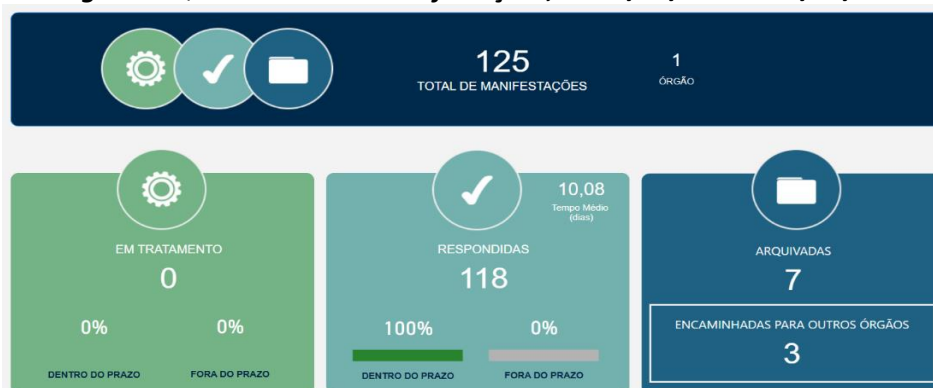 125
TOTAL DE MANIFESTAÇÕES
1
ÓRGÃO
EM TRATAMENTO
0
0%
0%
DENTRO DO PRAZO
FORA DO PRAZO
10,08
Tempo Médio
(dias)
RESPONDIDAS
118
100%
0%
DENTRO DO PRAZO
FORA DO PRAZO
ARQUIVADAS
7
ENCAMINHADAS PARA OUTROS ÓRGÃOS
3